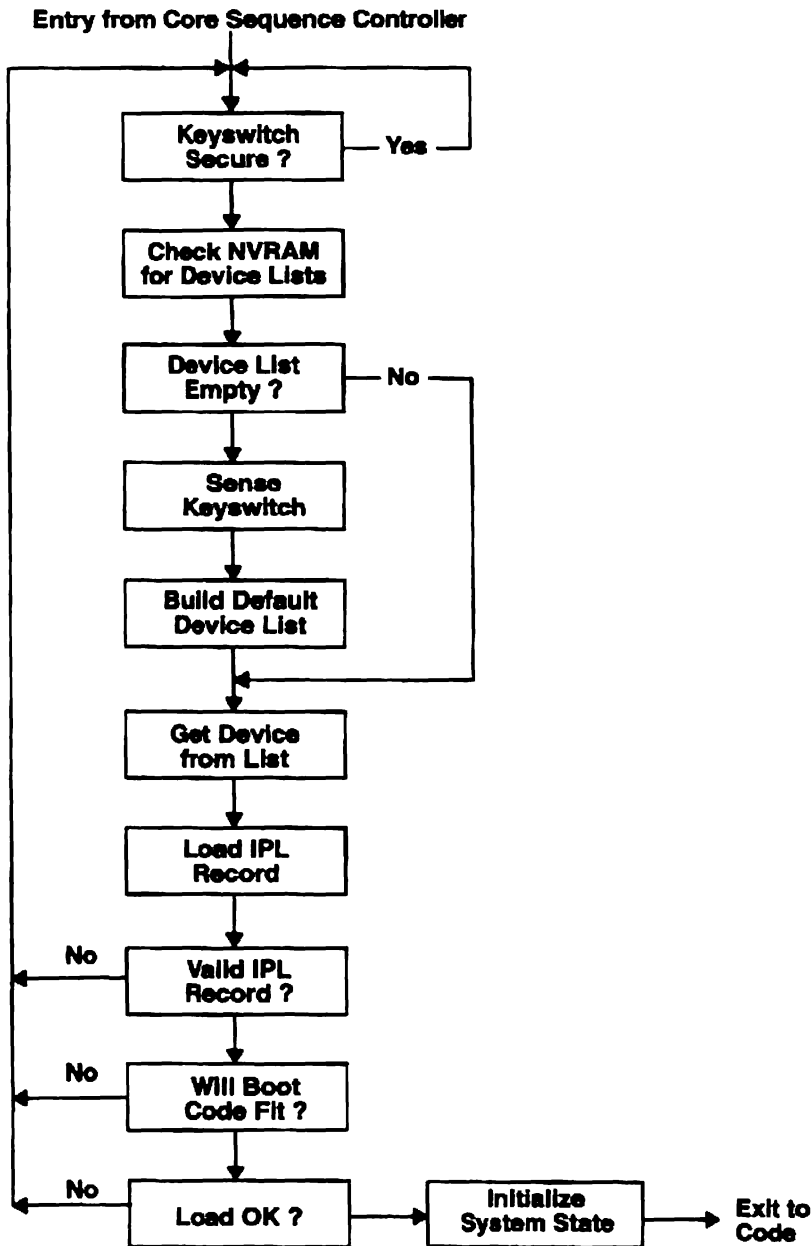 Entry from Core Sequence Controller
Keyswitch
Secure ?
Yes
Check NVRAM
for Device Lists
Device List
Empty ?
No
Sense
Keyswitch
Build Default
Device List
Get Device
from List
Load IPL
Record
No
Valid IPL
Record ?
No
Will Boot
Code Fit ?
No
Load OK ?
Initialize
System State
Exit to
Code